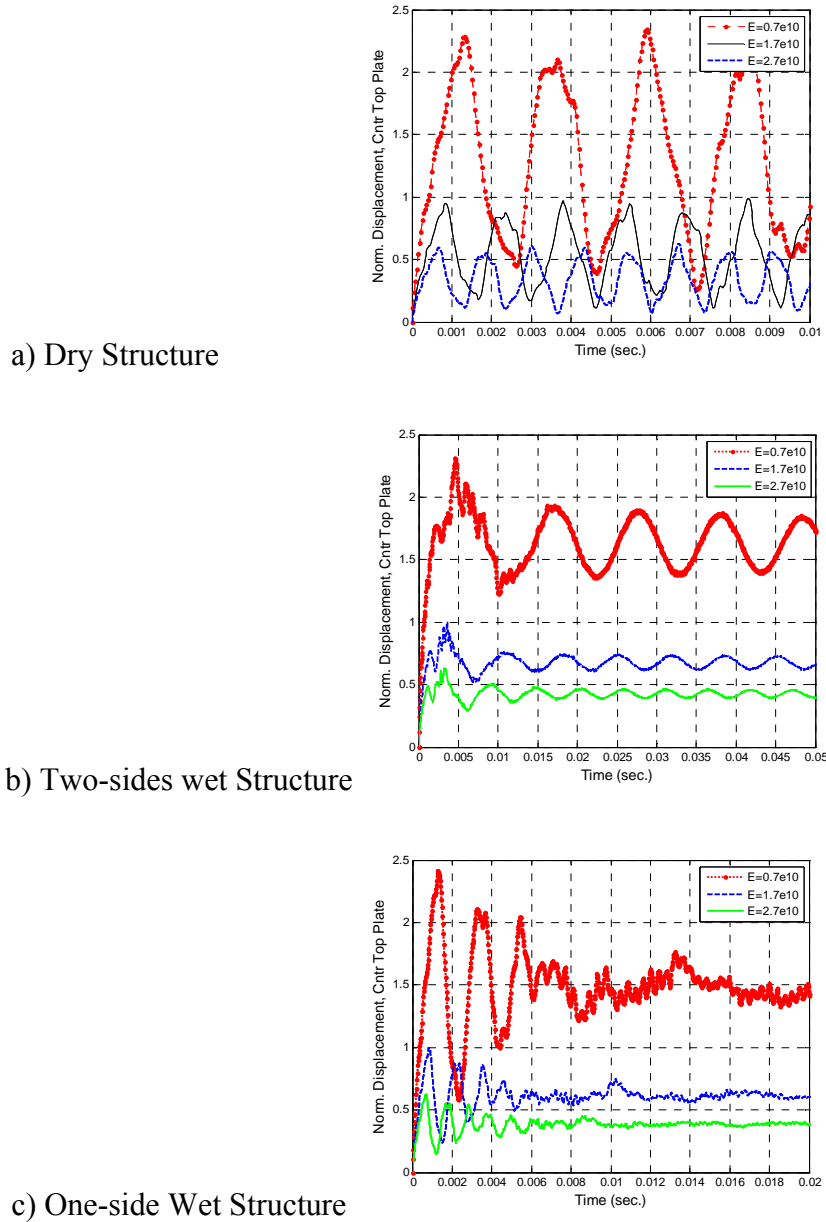 Norm. Displacement, Cntr Top Plate
2.5
2
1.5
1
0.5
0
E=0.7e10
E=1.7e10
E=2.7e10
0 0.001 0.002 0.003 0.004 0.005 0.006 0.007 0.008 0.009 0.01
Time (sec.)
a) Dry Structure
Norm. Displacement, Cntr Top Plate
2.5
2
1.5
1
0.5
0
E=0.7e10
E=1.7e10
E=2.7e10
0 0.005 0.01 0.015 0.02 0.025 0.03 0.035 0.04 0.045 0.05
Time (sec.)
b) Two-sides wet Structure
Norm. Displacement, Cntr Top Plate
2.5
2
1.5
1
0.5
0
E=0.7e10
E=1.7e10
E=2.7e10
0 0.002 0.004 0.006 0.008 0.01 0.012 0.014 0.016 0.018 0.02
Time (sec.)
c) One-side Wet Structure